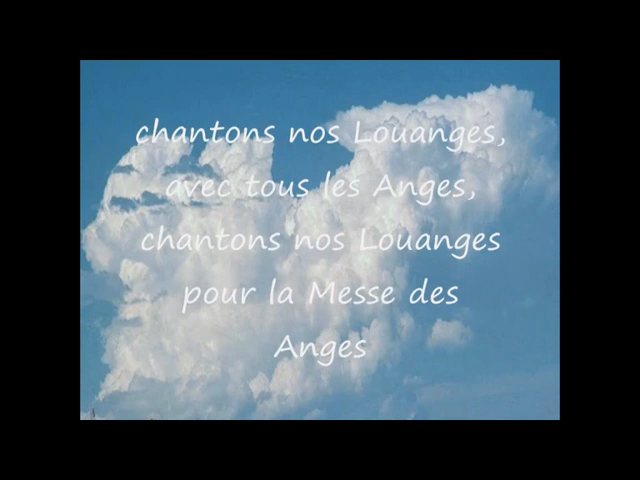 chantons nos Louanges,
avec tous les Anges,
chantons nos Louanges
pour la Messe des
Anges